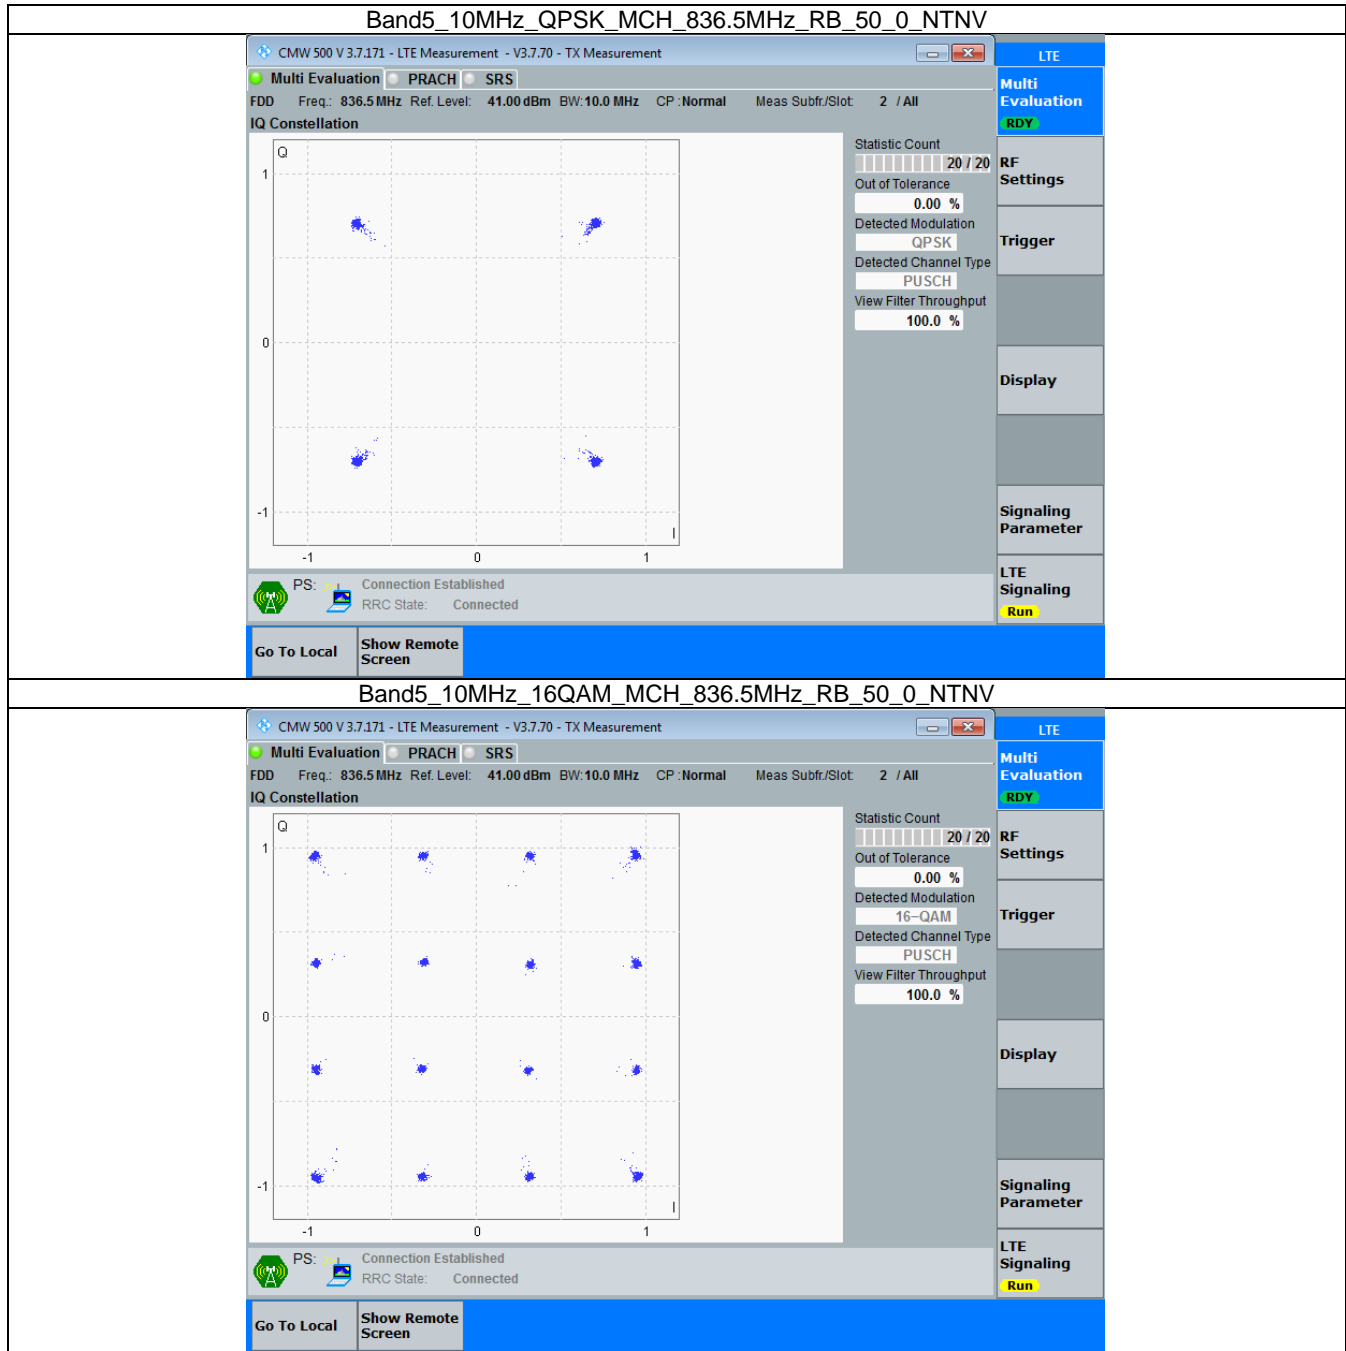 Band5_10MHz_QPSK_MCH_836.5MHz_RB_50_0_NTNV
CMW 500 V 3.7.171 - LTE Measurement - V3.7.70 - TX Measurement
LTE
Multi Evaluation PRACH SRS
Multi
Evaluation
RDY
FDD Freq.: 836.5 MHz Ref. Level: 41.00 dBm BW: 10.0 MHz CP : Normal Meas Subfr./Slot: 2 / All
IQ Constellation
Q
1
0
-1
I
-1 0 1
Statistic Count
20 / 20
Out of Tolerance
0.00 %
Detected Modulation
QPSK
Detected Channel Type
PUSCH
View Filter Throughput
100.0 %
RF
Settings
Trigger
Display
Signaling
Parameter
LTE
Signaling
Run
PS: Connection Established
RRC State: Connected
Go To Local
Show Remote
Screen
Band5_10MHz_16QAM_MCH_836.5MHz_RB_50_0_NTNV
CMW 500 V 3.7.171 - LTE Measurement - V3.7.70 - TX Measurement
LTE
Multi Evaluation PRACH SRS
Multi
Evaluation
RDY
FDD Freq.: 836.5 MHz Ref. Level: 41.00 dBm BW: 10.0 MHz CP : Normal Meas Subfr./Slot: 2 / All
IQ Constellation
Q
1
0
-1
I
-1 0 1
Statistic Count
20 / 20
Out of Tolerance
0.00 %
Detected Modulation
16-QAM
Detected Channel Type
PUSCH
View Filter Throughput
100.0 %
RF
Settings
Trigger
Display
Signaling
Parameter
LTE
Signaling
Run
PS: Connection Established
RRC State: Connected
Go To Local
Show Remote
Screen